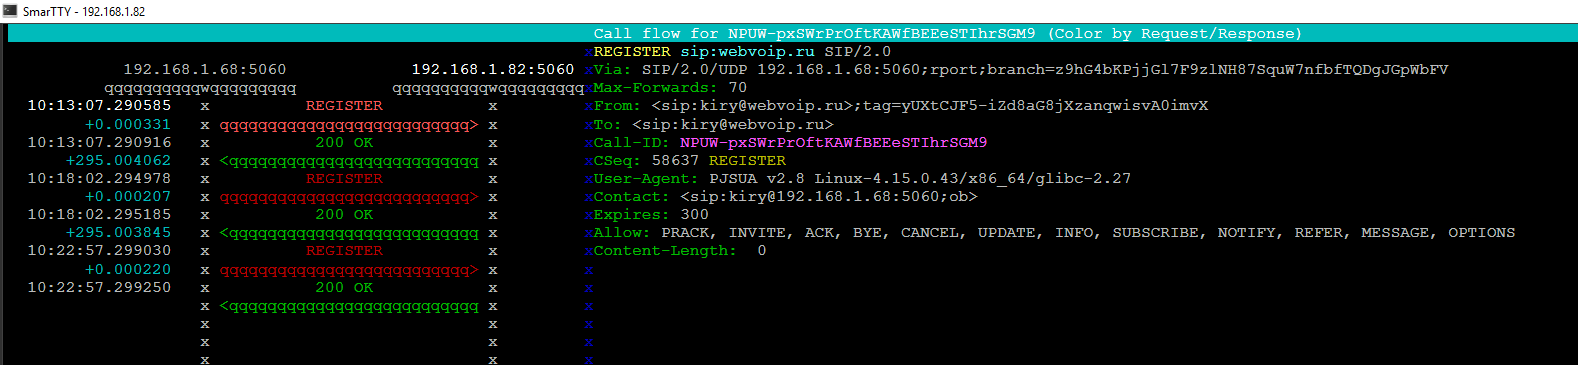 SmarTTY - 192.168.1.82
Call flow for NPUW-pxSWrPrOftKAWfBEEeSTIhrSGM9 (Color by Request/Response)
xREGISTER sip:webvoip.ru SIP/2.0
192.168.1.68:5060 192.168.1.82:5060 xVia: SIP/2.0/UDP 192.168.1.68:5060;rport;branch=z9hG4bKPjjGl7F9zlNH87SquW7nfbfTQDgJGpWbFV
qqqqqqqqqqwqqqqqqqqq qqqqqqqqqqwqqqqqqqqqxMax-Forwards: 70
10:13:07.290585 x REGISTER x xFrom: <sip:kiry@webvoip.ru>;tag=yUXtCJF5-iZd8aG8jXzanqwisvA0imvX
+0.000331 x qqqqqqqqqqqqqqqqqqqqqqqqqq> x xTo: <sip:kiry@webvoip.ru>
10:13:07.290916 x 200 OK x xCall-ID: NPUW-pxSWrPrOftKAWfBEEeSTIhrSGM9
+295.004062 x <qqqqqqqqqqqqqqqqqqqqqqqqqq x xCSeq: 58637 REGISTER
10:18:02.294978 x REGISTER x xUser-Agent: PJSUA v2.8 Linux-4.15.0.43/x86_64/glibc-2.27
+0.000207 x qqqqqqqqqqqqqqqqqqqqqqqqqq> x xContact: <sip:kiry@192.168.1.68:5060;ob>
10:18:02.295185 x 200 OK x xExpires: 300
+295.003845 x <qqqqqqqqqqqqqqqqqqqqqqqqqq x xAllow: PRACK, INVITE, ACK, BYE, CANCEL, UPDATE, INFO, SUBSCRIBE, NOTIFY, REFER, MESSAGE, OPTIONS
10:22:57.299030 x REGISTER x xContent-Length:  0
+0.000220 x qqqqqqqqqqqqqqqqqqqqqqqqqq> x x
10:22:57.299250 x 200 OK x x
x <qqqqqqqqqqqqqqqqqqqqqqqqqq x x
x x x
x x x
x x x